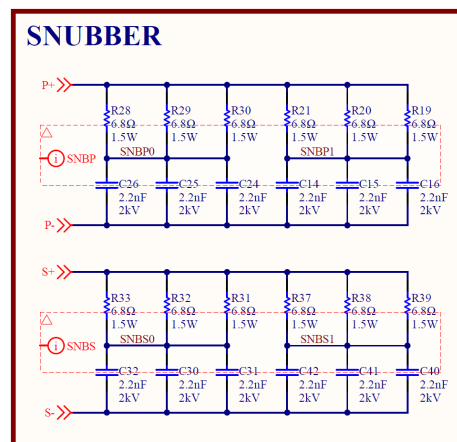 SNUBBER
P+
R28 R29 R30 R21 R20 R19
6.8Ω 6.8Ω 6.8Ω 6.8Ω 6.8Ω 6.8Ω
1.5W 1.5W 1.5W 1.5W 1.5W 1.5W
SNBP0 SNBP1
i SNBP
C26 C25 C24 C14 C15 C16
2.2nF 2.2nF 2.2nF 2.2nF 2.2nF 2.2nF
2kV 2kV 2kV 2kV 2kV 2kV
P-
S+
R33 R32 R31 R37 R38 R39
6.8Ω 6.8Ω 6.8Ω 6.8Ω 6.8Ω 6.8Ω
1.5W 1.5W 1.5W 1.5W 1.5W 1.5W
SNBS0 SNBS1
i SNBS
C32 C30 C31 C42 C41 C40
2.2nF 2.2nF 2.2nF 2.2nF 2.2nF 2.2nF
2kV 2kV 2kV 2kV 2kV 2kV
S-